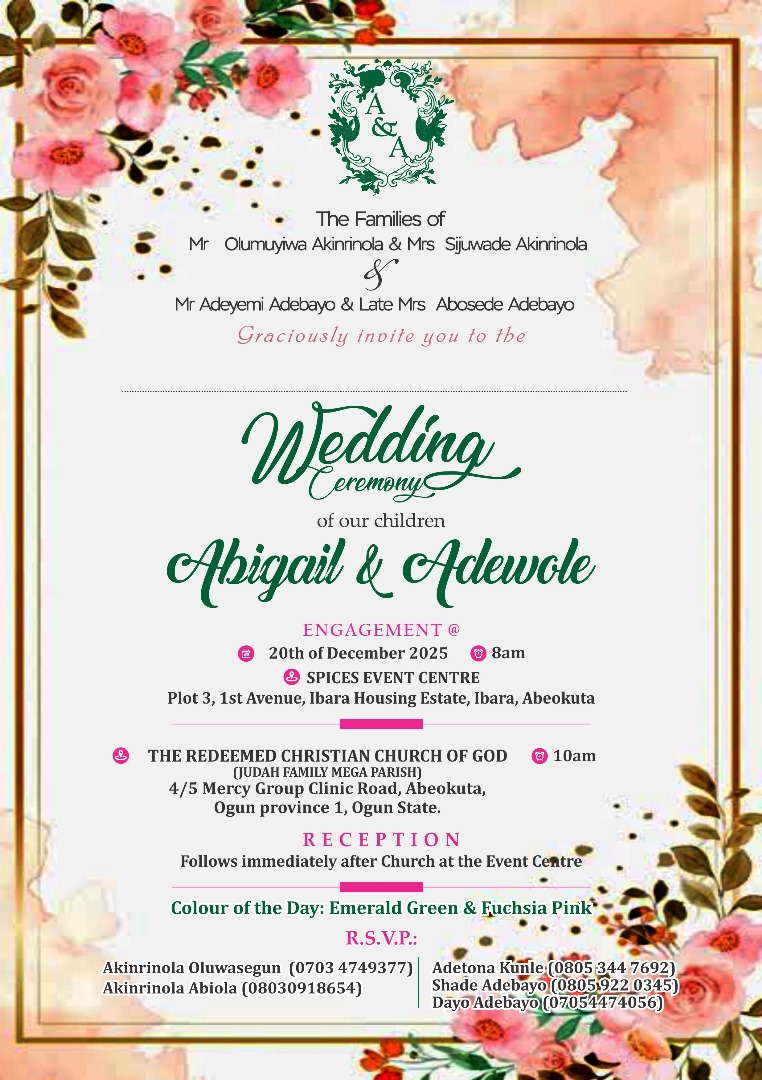 A
&
A
The Families of
Mr Olumuyiwa Akinrinola & Mrs Sijuwade Akinrinola
&
Mr Adeyemi Adebayo & Late Mrs Abosede Adebayo
Graciously invite you to the
Wedding
Ceremony
of our children
Abigail & Adewole
ENGAGEMENT @
20th of December 2025 8am
SPICES EVENT CENTRE
Plot 3, 1st Avenue, Ibara Housing Estate, Ibara, Abeokuta
THE REDEEMED CHRISTIAN CHURCH OF GOD 10am
(JUDAH FAMILY MEGA PARISH)
4/5 Mercy Group Clinic Road, Abeokuta,
Ogun province 1, Ogun State.
RECEPTION
Follows immediately after Church at the Event Centre
Colour of the Day: Emerald Green & Fuchsia Pink
R.S.V.P.:
Akinrinola Oluwasegun (0703 4749377)
Akinrinola Abiola (08030918654)
Adetona Kunle (0805 344 7692)
Shade Adebayo (0805 922 0345)
Dayo Adebayo (07054474056)